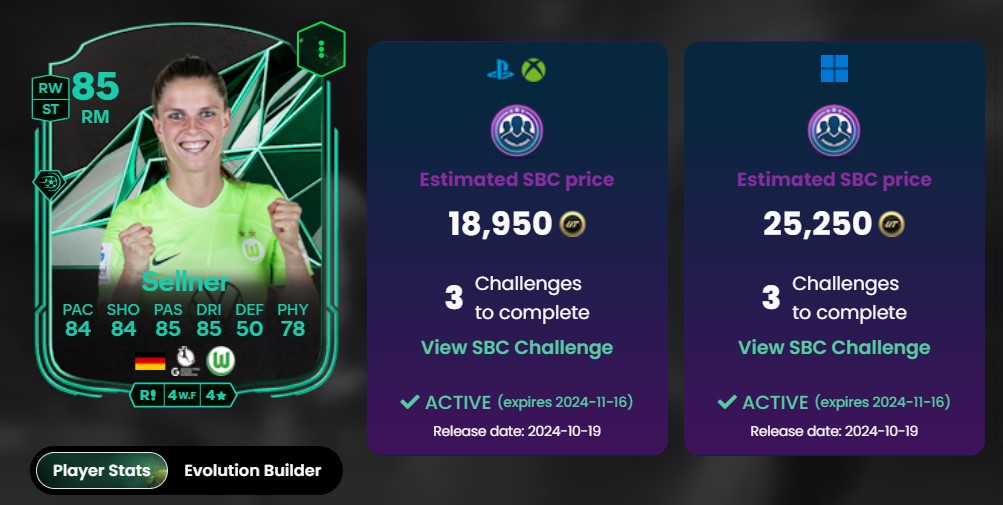 RW
ST
85
RM
Sellner
PAC SHO PAS DRI DEF PHY
84 84 85 85 50 78
W
R! 4 W.F 4★
Player Stats
Evolution Builder
Estimated SBC price
18,950 UT
3 Challenges
to complete
View SBC Challenge
ACTIVE (expires 2024-11-16)
Release date: 2024-10-19
Estimated SBC price
25,250 UT
3 Challenges
to complete
View SBC Challenge
ACTIVE (expires 2024-11-16)
Release date: 2024-10-19